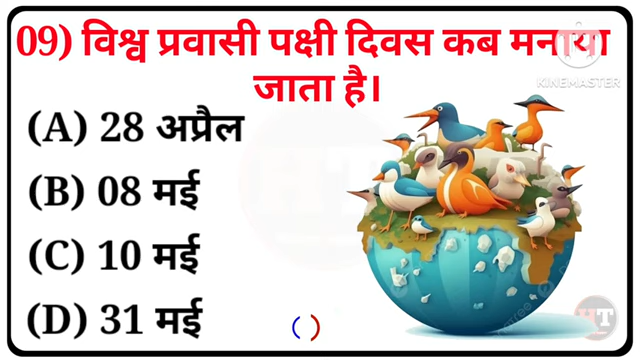 09) विश्व प्रवासी पक्षी दिवस कब मनाया
जाता है।
KINEMASTER
(A) 28 अप्रैल
(B) 08 मई
(C) 10 मई
(D) 31 मई
( )